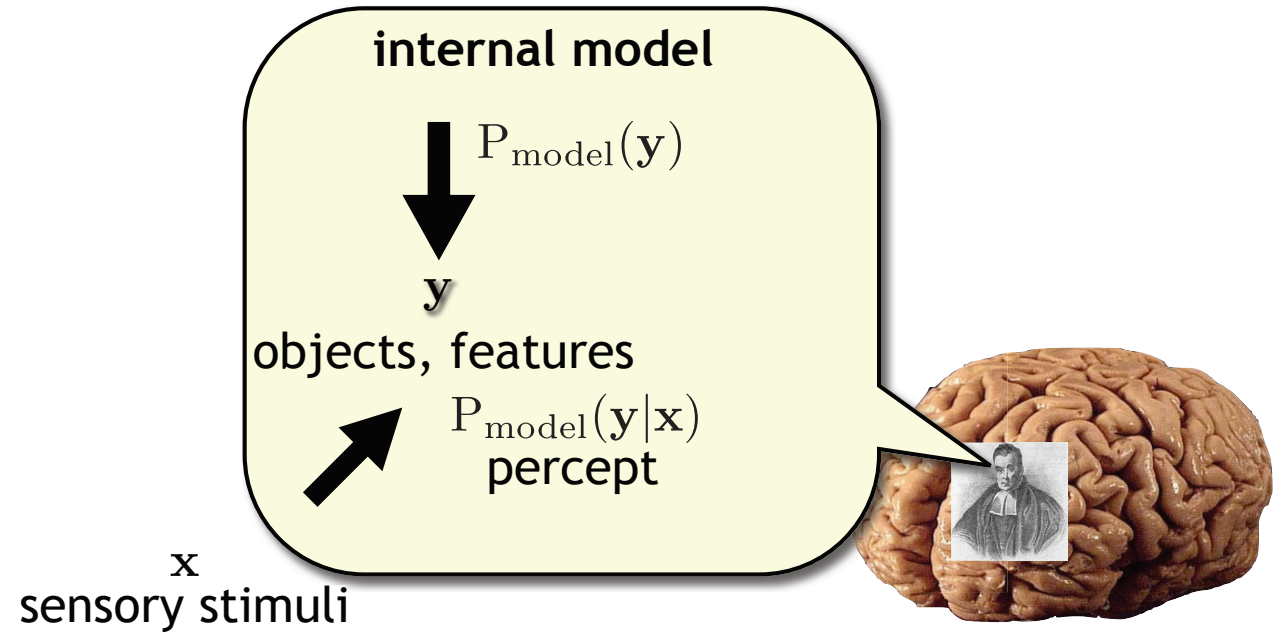 internal model
P_model(y)
y
objects, features
P_model(y|x)
percept
x
sensory stimuli